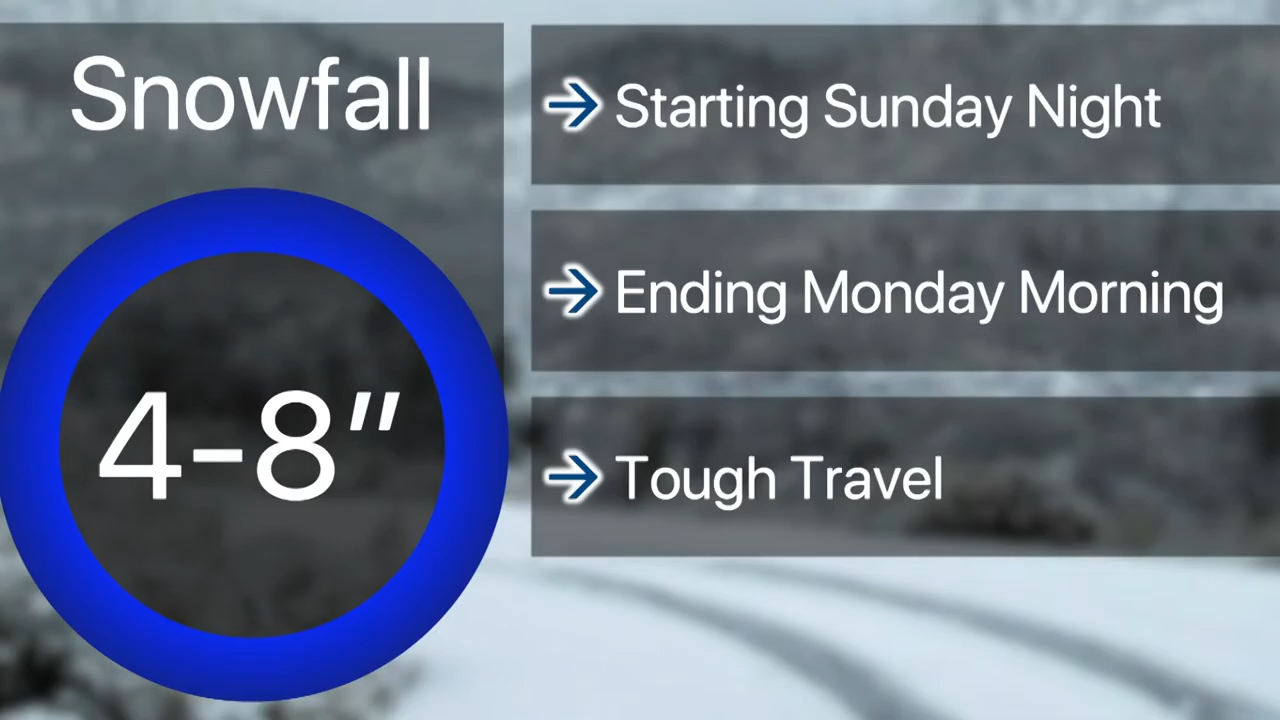 Snowfall
4-8"
Starting Sunday Night
Ending Monday Morning
Tough Travel